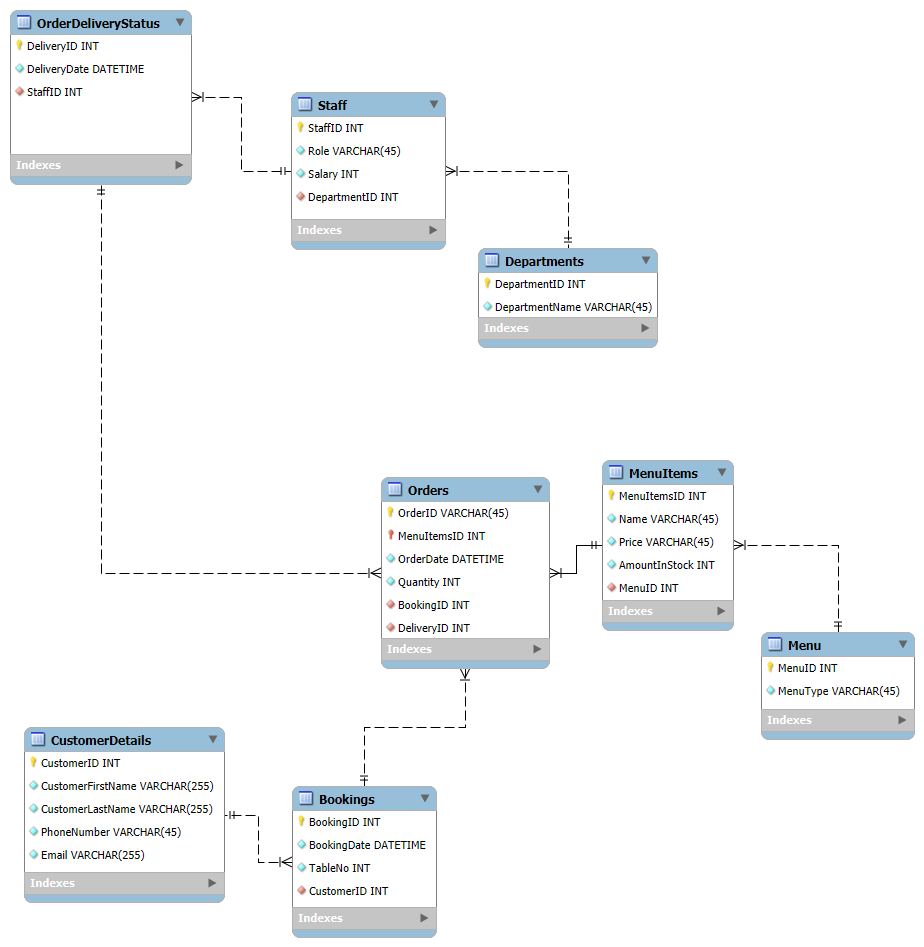 OrderDeliveryStatus
DeliveryID INT
DeliveryDate DATETIME
StaffID INT
Indexes
Staff
StaffID INT
Role VARCHAR(45)
Salary INT
DepartmentID INT
Indexes
Departments
DepartmentID INT
DepartmentName VARCHAR(45)
Indexes
Orders
OrderID VARCHAR(45)
MenuItemsID INT
OrderDate DATETIME
Quantity INT
BookingID INT
DeliveryID INT
Indexes
MenuItems
MenuItemsID INT
Name VARCHAR(45)
Price VARCHAR(45)
AmountInStock INT
MenuID INT
Indexes
Menu
MenuID INT
MenuType VARCHAR(45)
Indexes
CustomerDetails
CustomerID INT
CustomerFirstName VARCHAR(255)
CustomerLastName VARCHAR(255)
PhoneNumber VARCHAR(45)
Email VARCHAR(255)
Indexes
Bookings
BookingID INT
BookingDate DATETIME
TableNo INT
CustomerID INT
Indexes